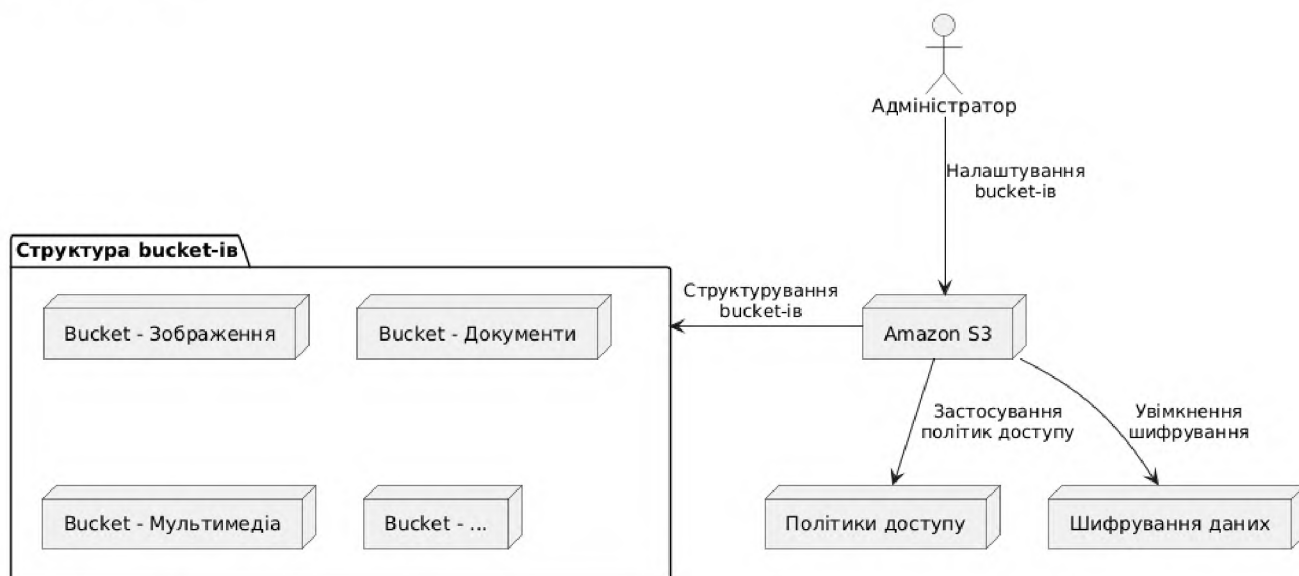 Адміністратор
Налаштування
bucket-ів
Структура bucket-ів
Bucket - Зображення
Bucket - Документи
Структурування
bucket-ів
Amazon S3
Застосування
політик доступу
Увімкнення
шифрування
Bucket - Мультимедіа
Bucket - ...
Політики доступу
Шифрування даних